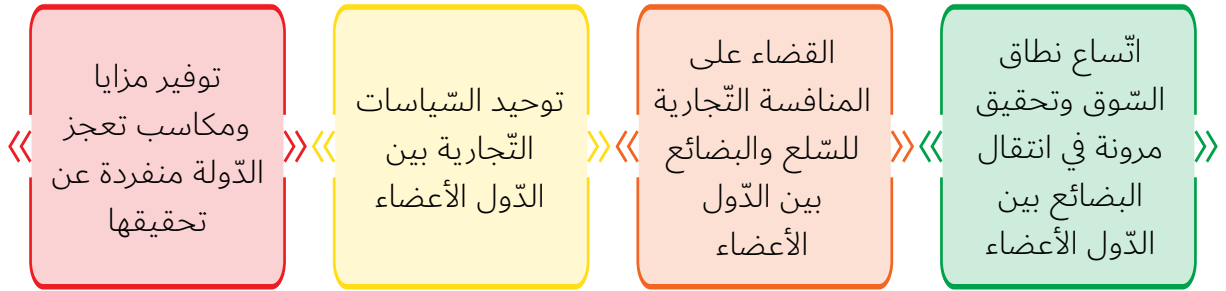 اتّساع نطاق
السّوق وتحقيق
مرونة في انتقال
البضائع بين
الدّول الأعضاء
القضاء على
المنافسة التّجارية
للسّلع والبضائع
بين الدّول
الأعضاء
توحيد السّياسات
التّجارية بين
الدّول الأعضاء
توفير مزايا
ومكاسب تعجز
الدّولة منفردة عن
تحقيقها